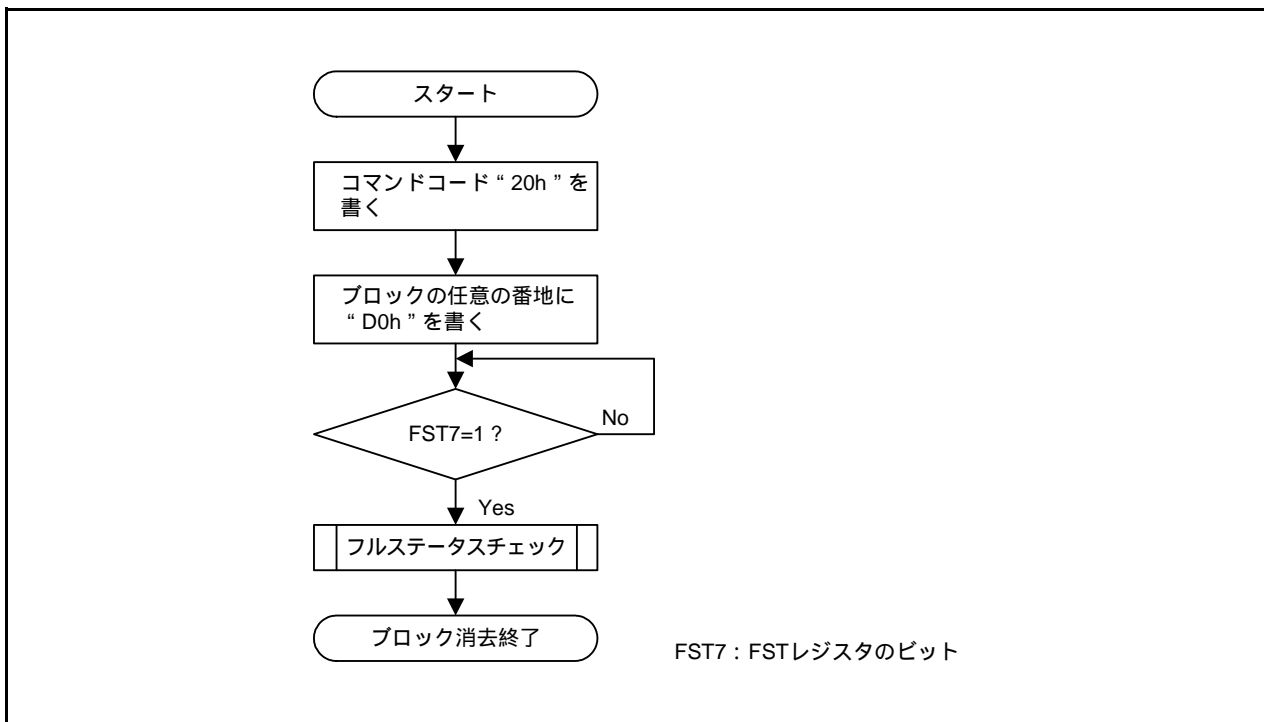 スタート
コマンドコード“20h”を
書く
ブロックの任意の番地に
“D0h”を書く
FST7=1 ?
No
Yes
フルステータスチェック
ブロック消去終了
FST7：FSTレジスタのビット